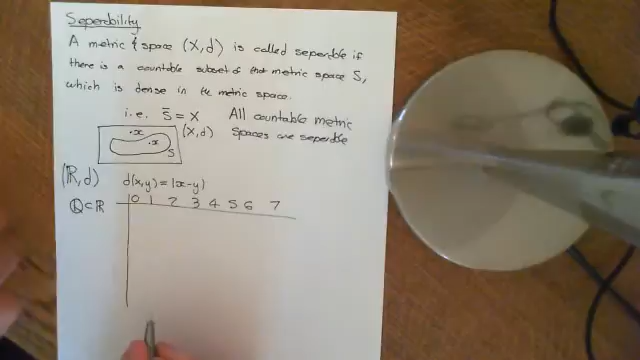 Seperability
A metric & space (X,d) is called seperable if
there is a countable subset of that metric space S,
which is dense in the metric space.
i.e. S̄ = X All countable metric
(X,d) Spaces are seperable
·x ·x S
(ℝ,d) d(x,y) = |x-y|
ℚ⊂ℝ 0 1 2 3 4 5 6 7